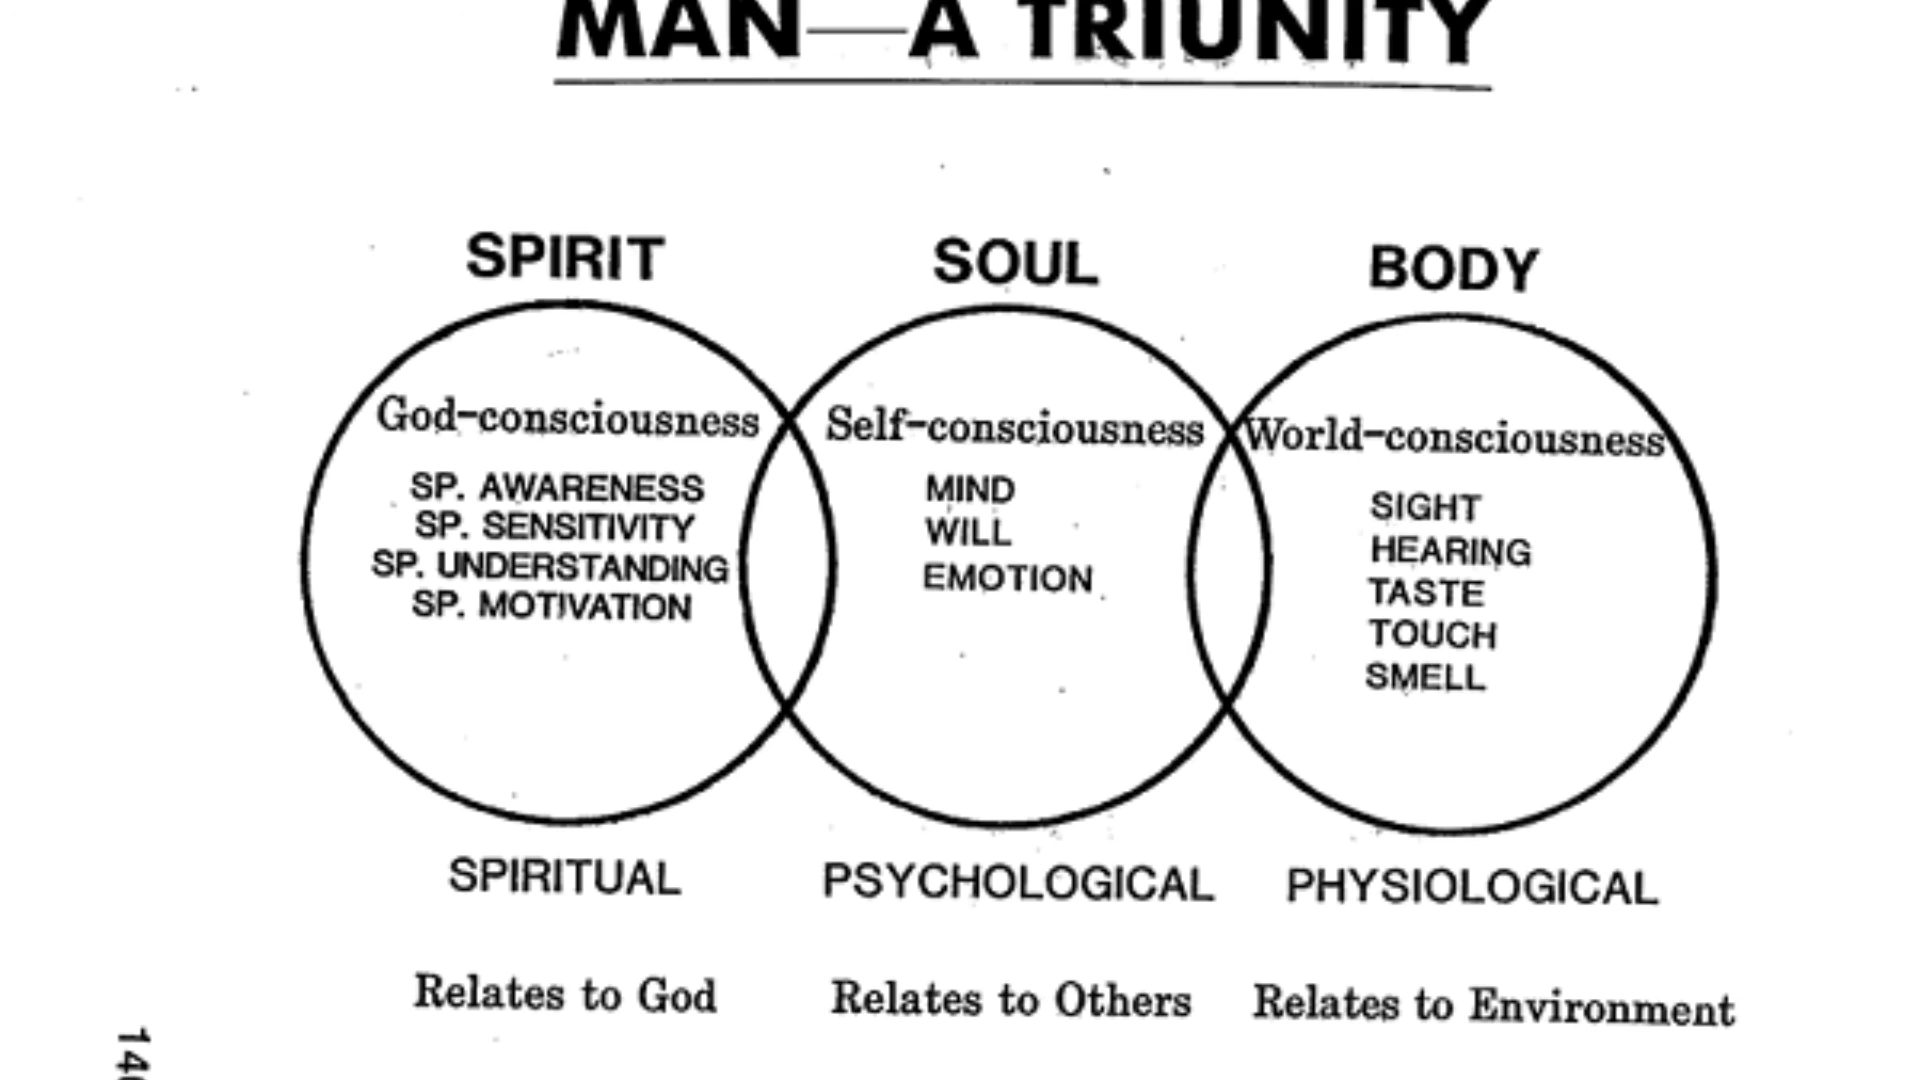 MAN—A TRIUNITY
SPIRIT
God-consciousness
SP. AWARENESS
SP. SENSITIVITY
SP. UNDERSTANDING
SP. MOTIVATION
SPIRITUAL
Relates to God
SOUL
Self-consciousness
MIND
WILL
EMOTION
PSYCHOLOGICAL
Relates to Others
BODY
World-consciousness
SIGHT
HEARING
TASTE
TOUCH
SMELL
PHYSIOLOGICAL
Relates to Environment